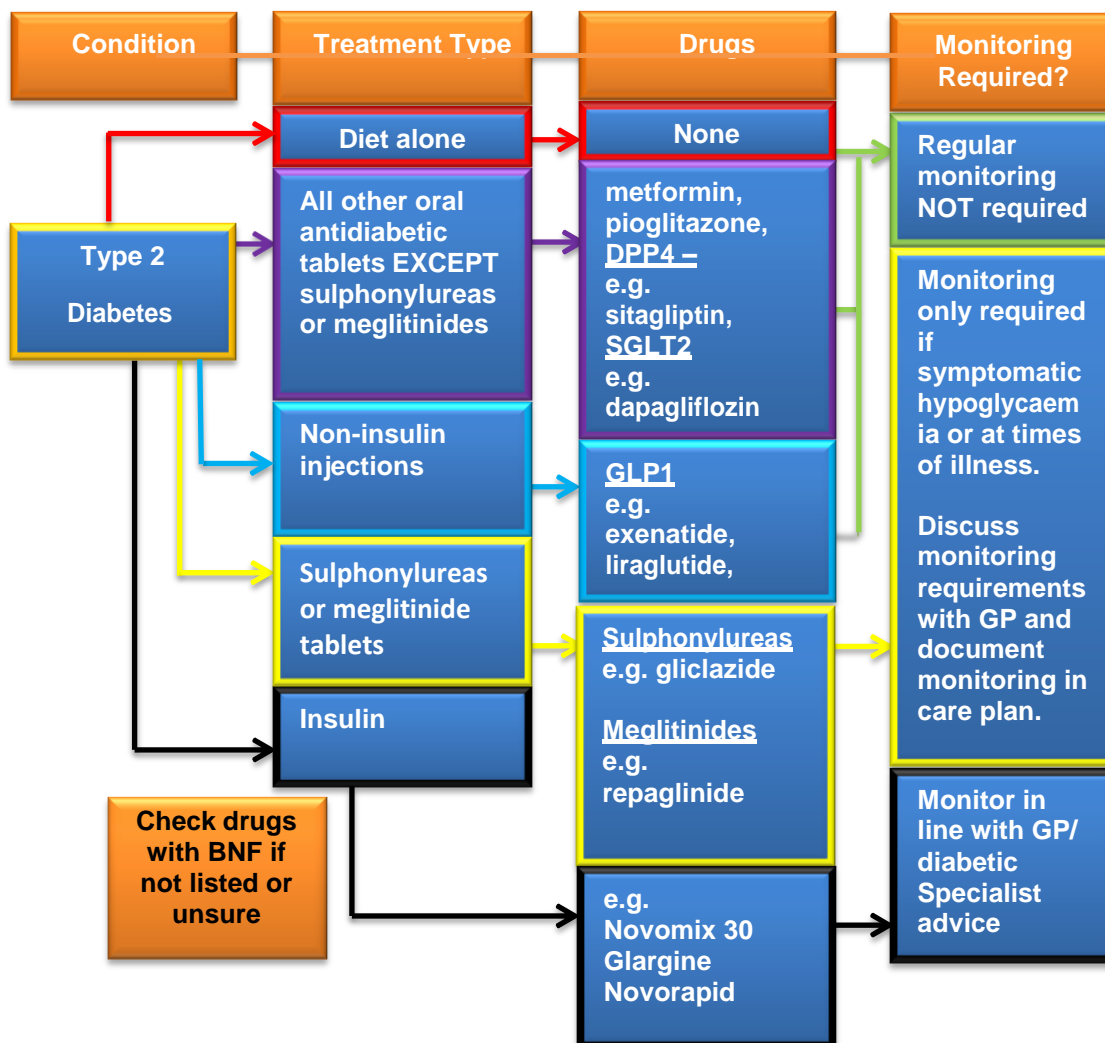 Condition
Treatment Type
Drugs
Monitoring
Required?
Diet alone
None
Regular
monitoring
NOT required
Type 2
Diabetes
All other oral
antidiabetic
tablets EXCEPT
sulphonylureas
or meglitinides
metformin,
pioglitazone,
DPP4 –
e.g.
sitagliptin,
SGLT2
e.g.
dapagliflozin
Non-insulin
injections
GLP1
e.g.
exenatide,
liraglutide,
Sulphonylureas
or meglitinide
tablets
Sulphonylureas
e.g. gliclazide
Meglitinides
e.g.
repaglinide
Monitoring
only required
if
symptomatic
hypoglycaem
ia or at times
of illness.
Discuss
monitoring
requirements
with GP and
document
monitoring in
care plan.
Insulin
e.g.
Novomix 30
Glargine
Novorapid
Monitor in
line with GP/
diabetic
Specialist
advice
Check drugs
with BNF if
not listed or
unsure